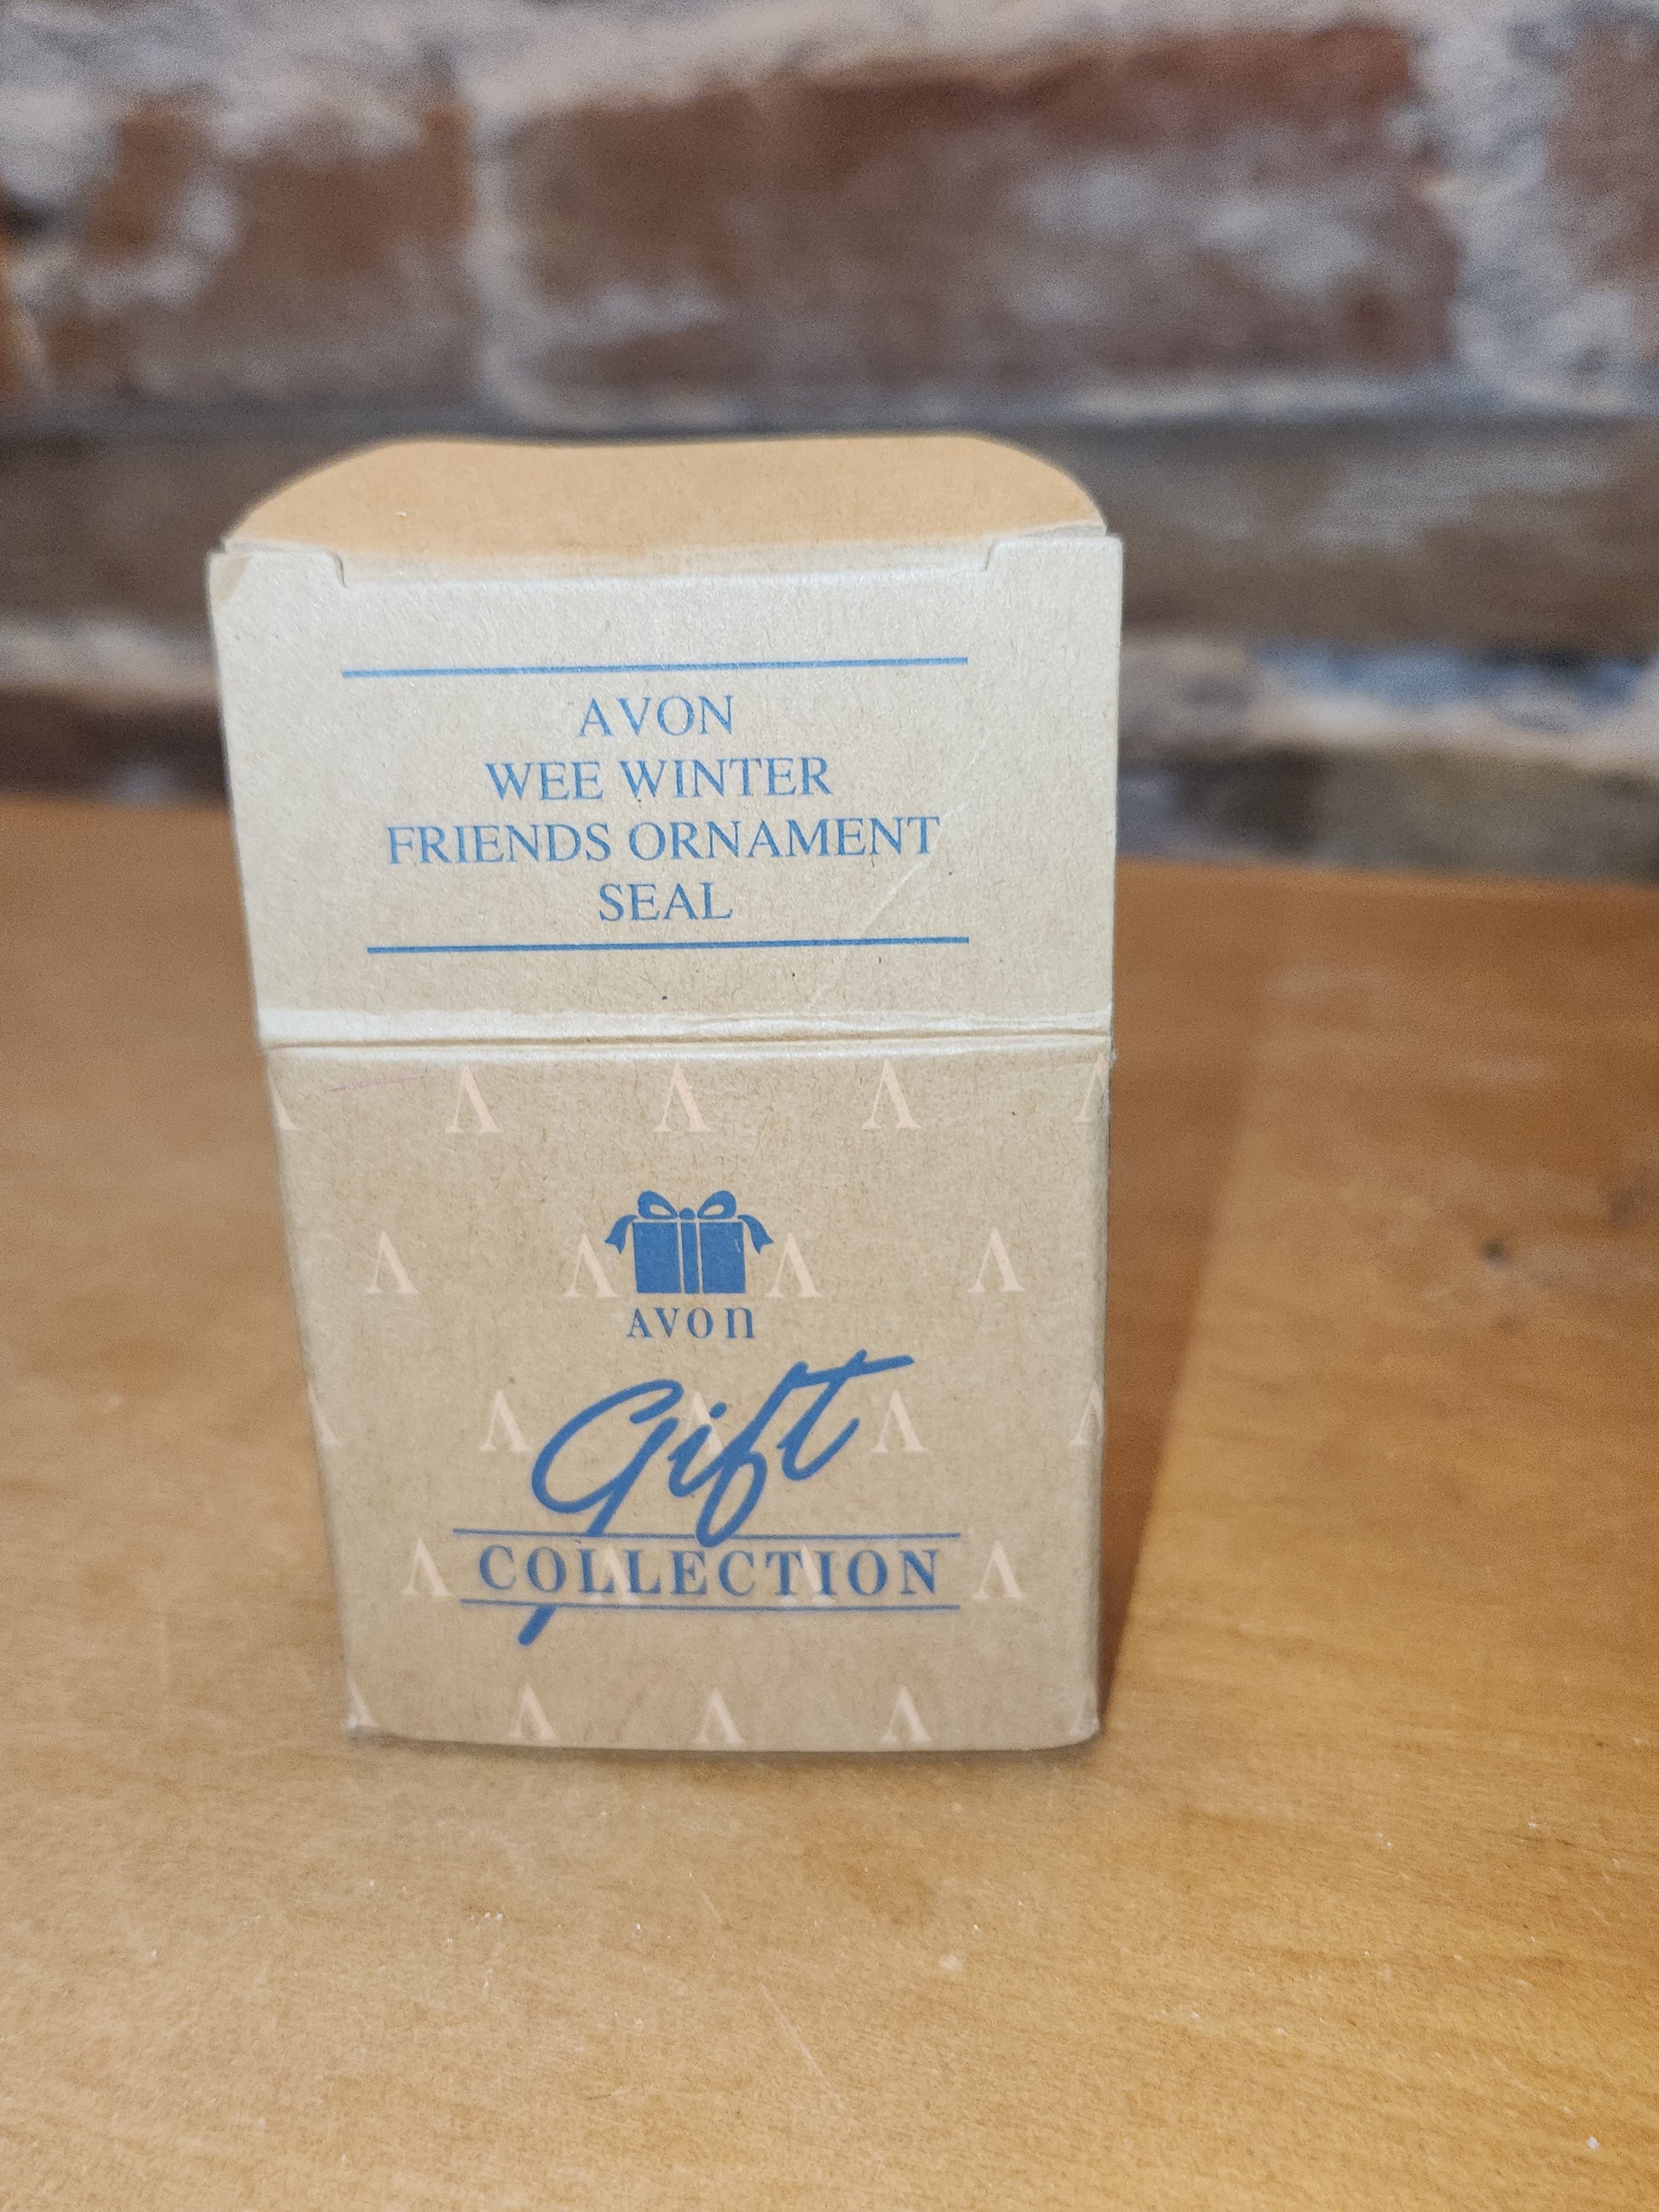 AVON
WEE WINTER
FRIENDS ORNAMENT
SEAL
AVON
Gift
COLLECTION